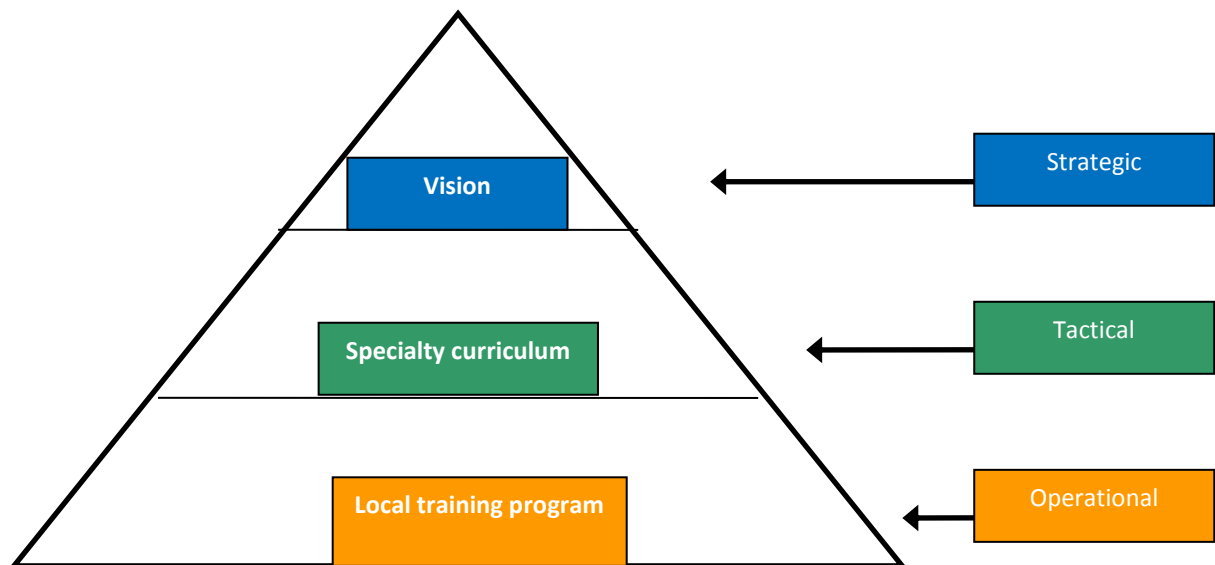 Vision
Strategic
Specialty curriculum
Tactical
Local training program
Operational